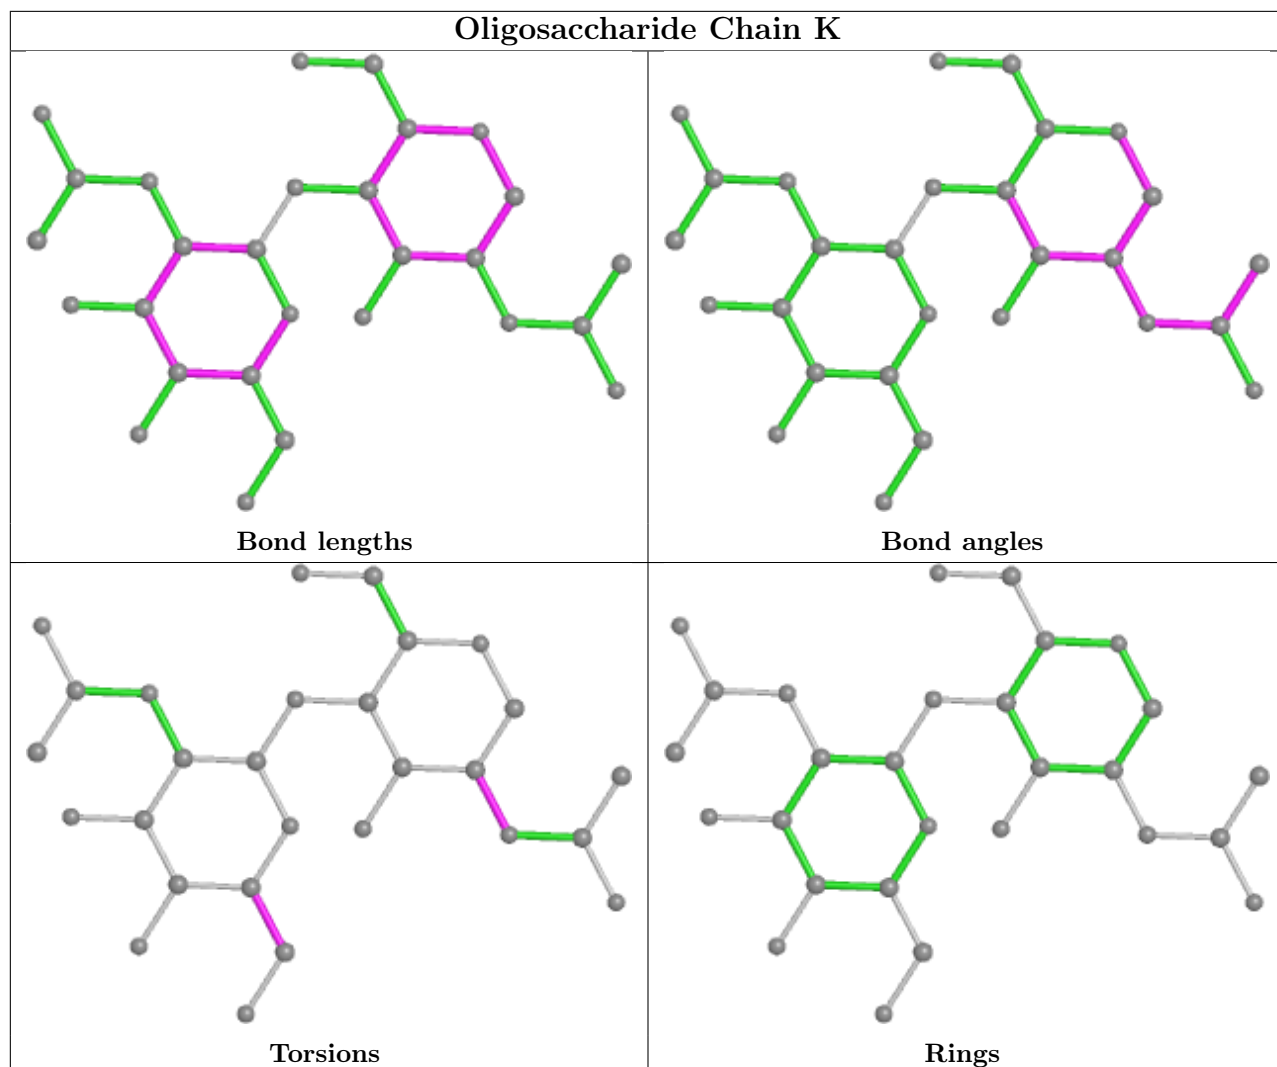 Oligosaccharide Chain K
Bond lengths
Bond angles
Torsions
Rings